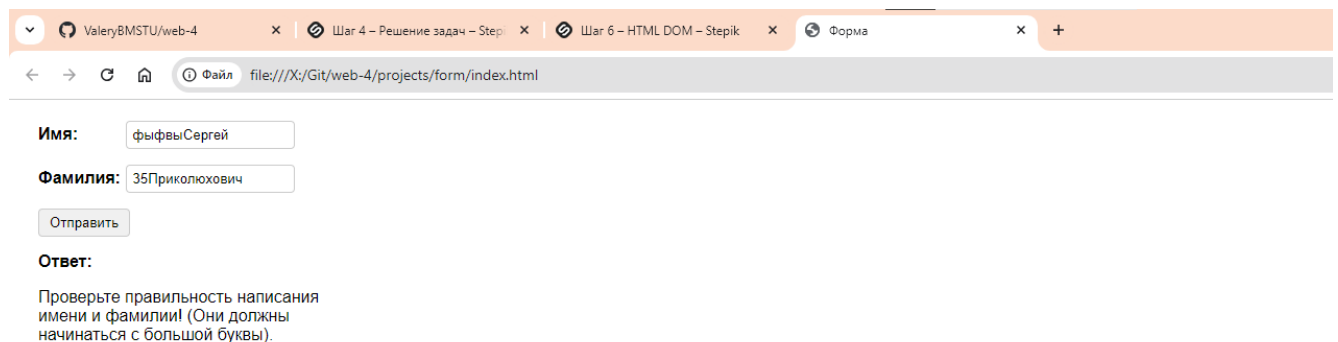 ValeryBMSTU/web-4
Шаг 4 – Решение задач – Step
Шаг 6 – HTML DOM – Stepik
Форма
Файл file:///X:/Git/web-4/projects/form/index.html
Имя: фыфвыСергей
Фамилия: 35Приколюхович
Отправить
Ответ:
Проверьте правильность написания
имени и фамилии! (Они должны
начинаться с большой буквы).